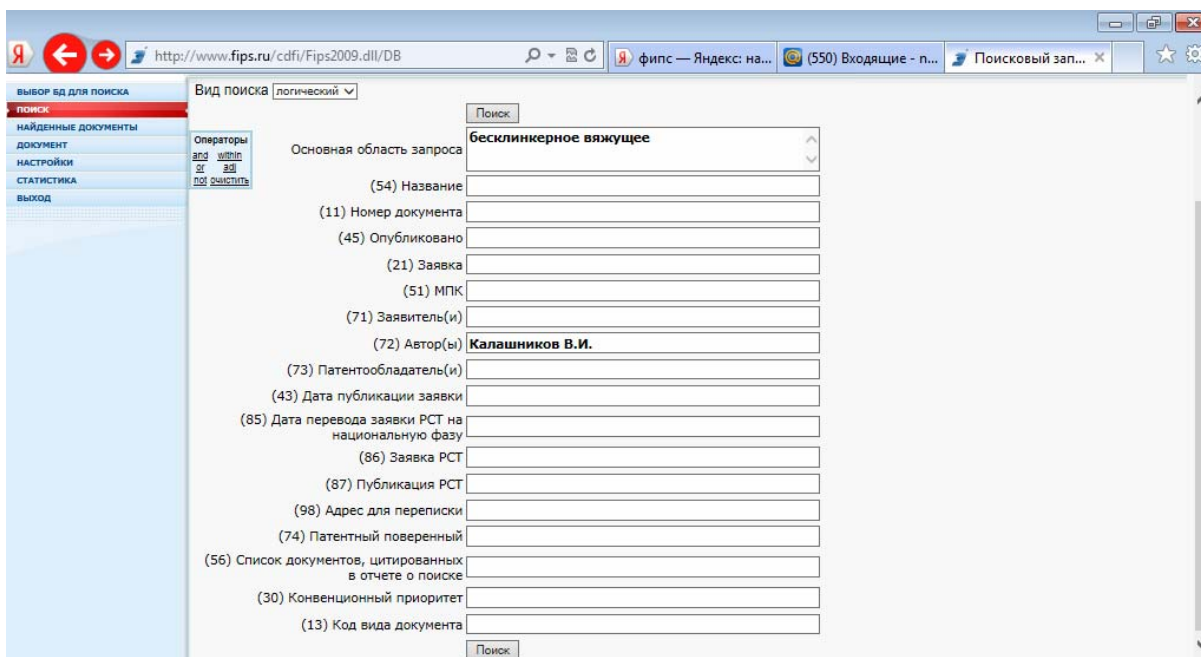 Я
http://www.fips.ru/cdfi/Fips2009.dll/DB
Я фипс — Яндекс: на...
(550) Входящие - п...
Поисковый зап...
ВЫБОР БД ДЛЯ ПОИСКА
ПОИСК
НАЙДЕННЫЕ ДОКУМЕНТЫ
ДОКУМЕНТ
НАСТРОЙКИ
СТАТИСТИКА
ВЫХОД
Вид поиска логический
Поиск
Операторы
and within
or adj
not очистить
Основная область запроса бесклинкерное вяжущее
(54) Название
(11) Номер документа
(45) Опубликовано
(21) Заявка
(51) МПК
(71) Заявитель(и)
(72) Автор(ы) Калашников В.И.
(73) Патентообладатель(и)
(43) Дата публикации заявки
(85) Дата перевода заявки РСТ на
национальную фазу
(86) Заявка РСТ
(87) Публикация РСТ
(98) Адрес для переписки
(74) Патентный поверенный
(56) Список документов, цитированных
в отчете о поиске
(30) Конвенционный приоритет
(13) Код вида документа
Поиск